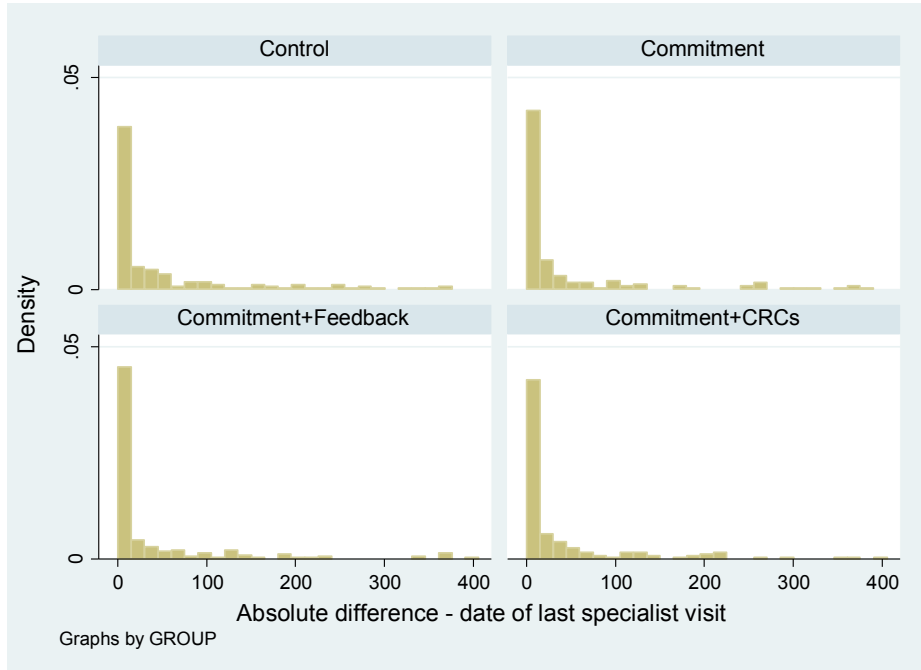 Control
Commitment
.05
0
Commitment+Feedback
Commitment+CRCs
.05
0
Density
0 100 200 300 400
0 100 200 300 400
Absolute difference - date of last specialist visit
Graphs by GROUP